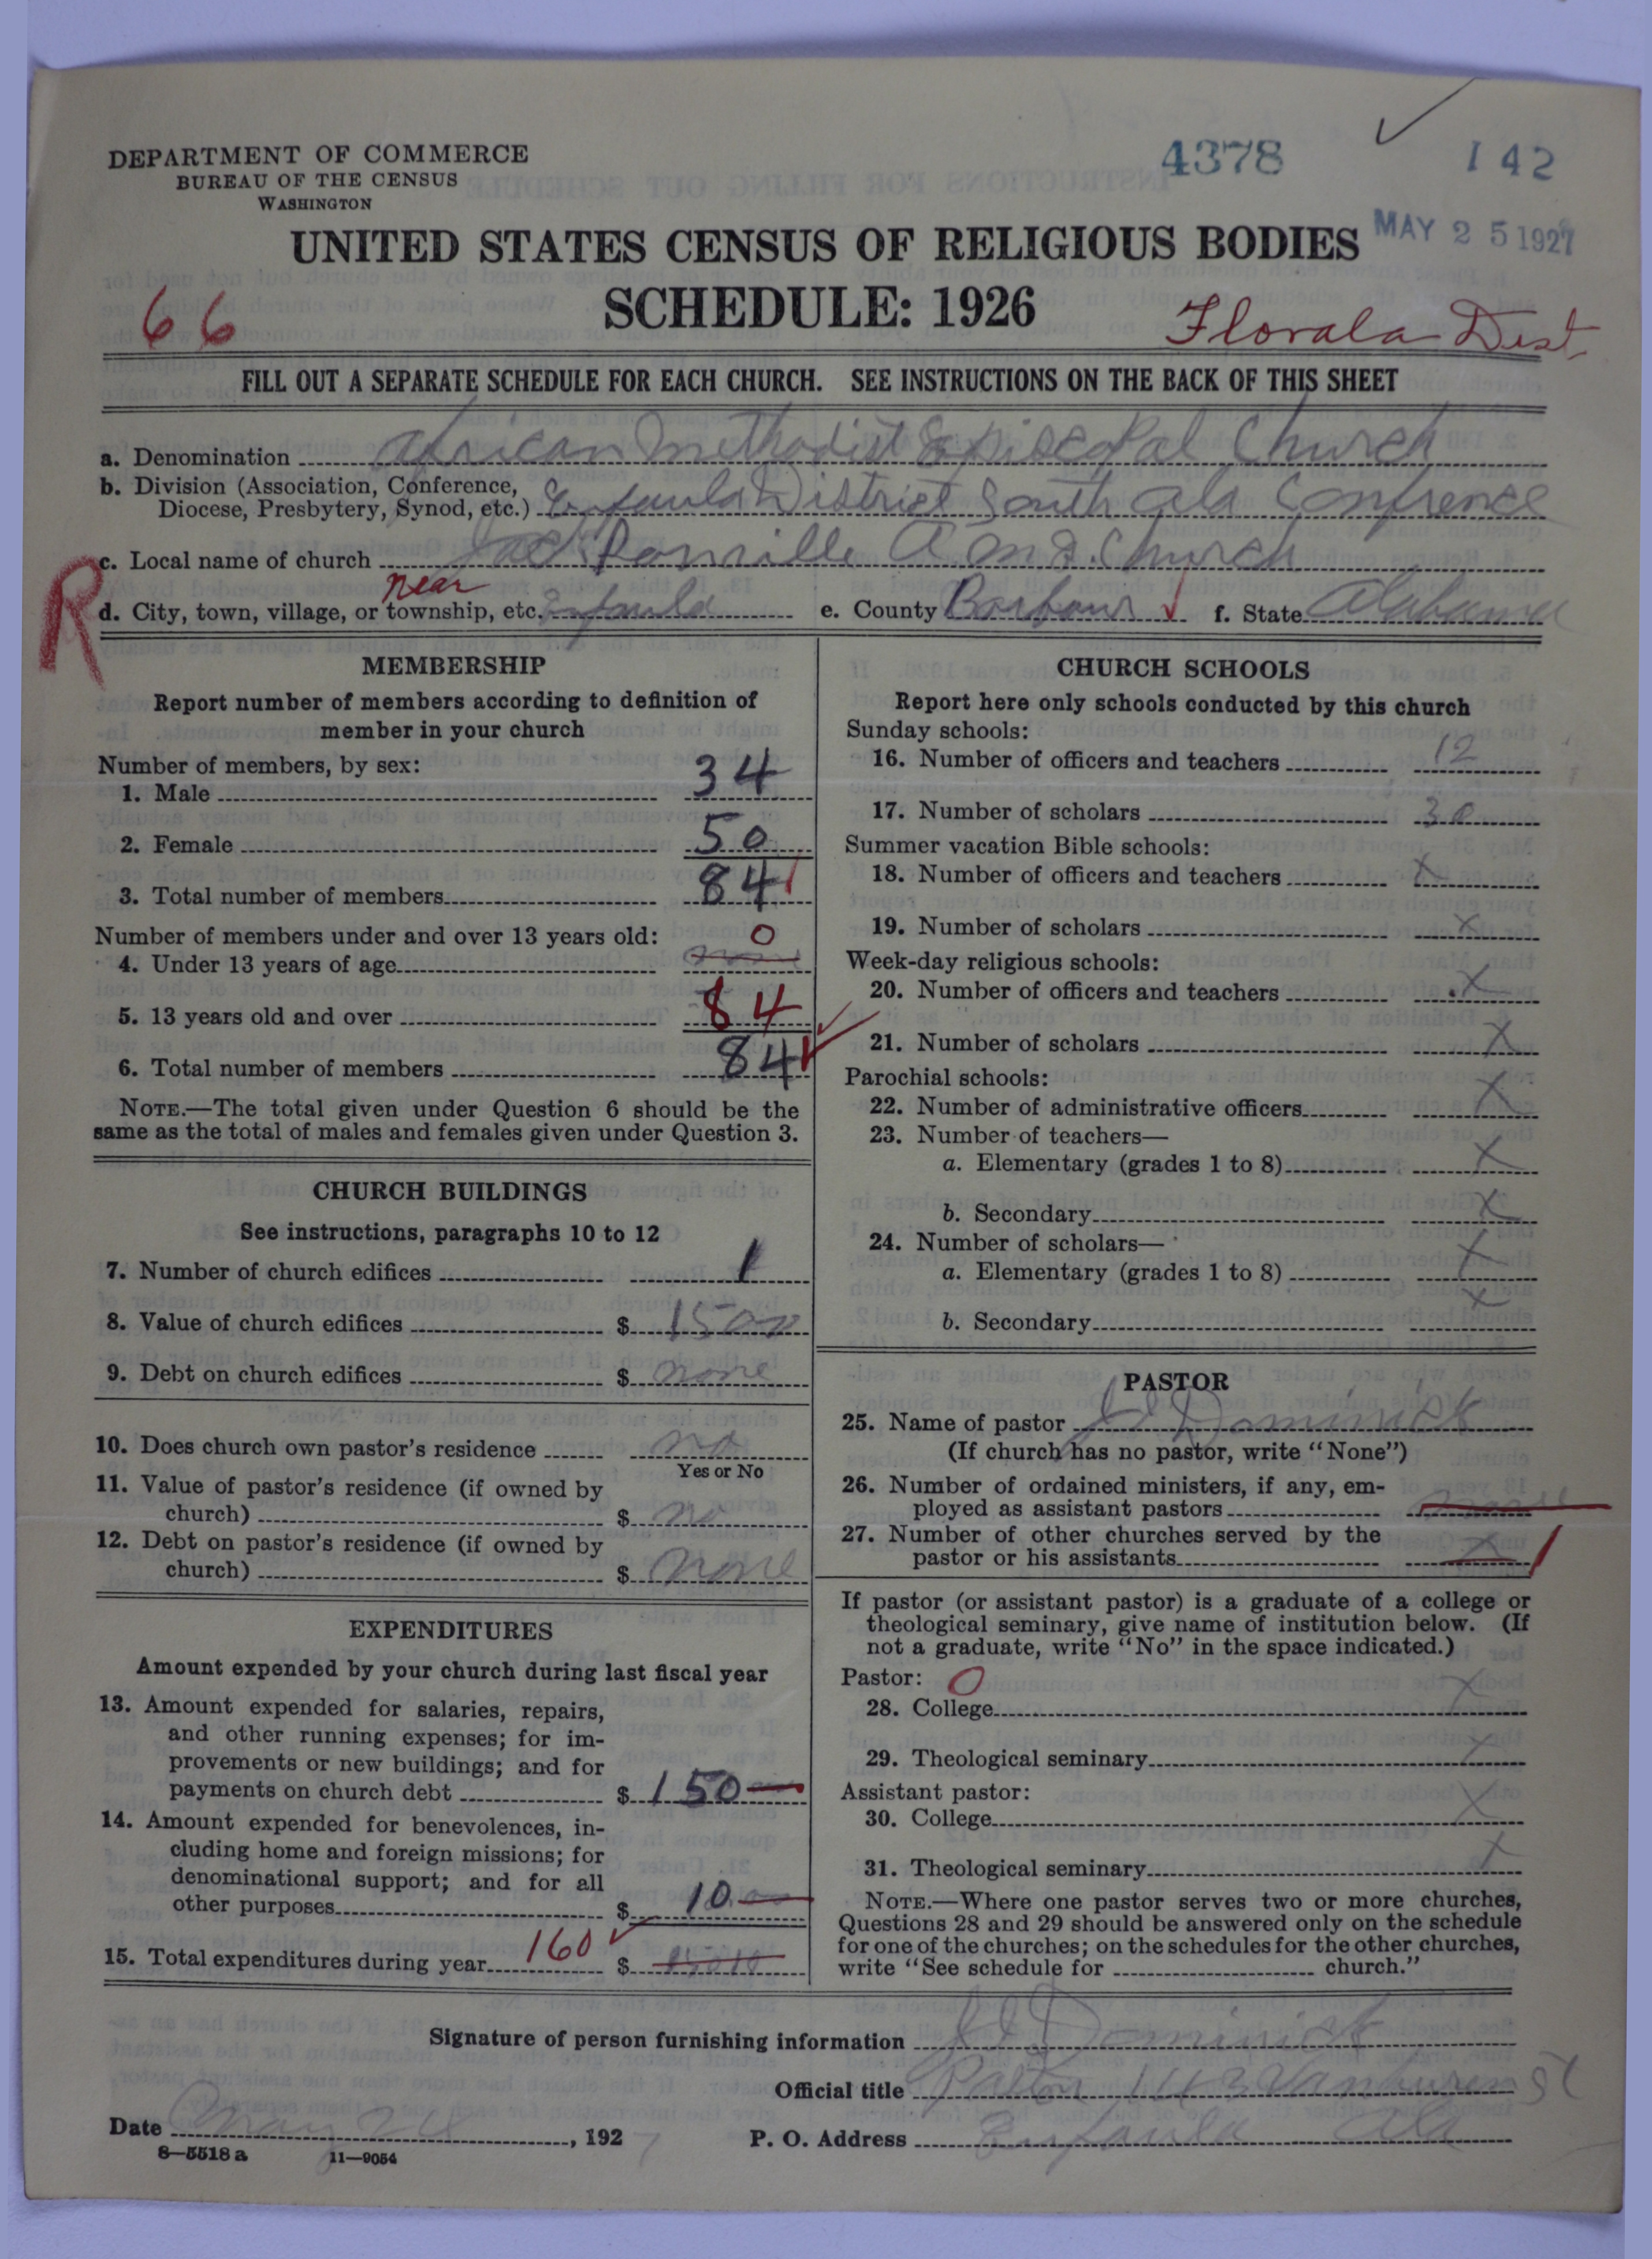 DEPARTMENT OF COMMERCE
BUREAU OF THE CENSUS
WASHINGTON
4378
142
MAY 25 1927
UNITED STATES CENSUS OF RELIGIOUS BODIES
SCHEDULE: 1926
66
Florala Dist.
FILL OUT A SEPARATE SCHEDULE FOR EACH CHURCH. SEE INSTRUCTIONS ON THE BACK OF THIS SHEET
a. Denomination African Methodist Episcopal Church
b. Division (Association, Conference,
Diocese, Presbytery, Synod, etc.) Eufaula District South Ala Confrence
c. Local name of church Church
R
near
d. City, town, village, or township, etc. Eufaula e. County Barbour f. State Alabama
MEMBERSHIP
Report number of members according to definition of
member in your church
Number of members, by sex:
1. Male 34
2. Female 50
3. Total number of members 84
Number of members under and over 13 years old: 0
4. Under 13 years of age none
5. 13 years old and over 84
6. Total number of members 84
NOTE.—The total given under Question 6 should be the
same as the total of males and females given under Question 3.
CHURCH BUILDINGS
See instructions, paragraphs 10 to 12
7. Number of church edifices 1
8. Value of church edifices $ 1500
9. Debt on church edifices $ none
10. Does church own pastor's residence no
Yes or No
11. Value of pastor's residence (if owned by
church) $ no
12. Debt on pastor's residence (if owned by
church) $ none
EXPENDITURES
Amount expended by your church during last fiscal year
13. Amount expended for salaries, repairs,
and other running expenses; for im-
provements or new buildings; and for
payments on church debt $ 150
14. Amount expended for benevolences, in-
cluding home and foreign missions; for
denominational support; and for all
other purposes $ 10
15. Total expenditures during year 160 $
CHURCH SCHOOLS
Report here only schools conducted by this church
Sunday schools:
16. Number of officers and teachers 12
17. Number of scholars 30
Summer vacation Bible schools:
18. Number of officers and teachers X
19. Number of scholars X
Week-day religious schools:
20. Number of officers and teachers X
21. Number of scholars X
Parochial schools:
22. Number of administrative officers X
23. Number of teachers—
a. Elementary (grades 1 to 8) X
b. Secondary X
24. Number of scholars—
a. Elementary (grades 1 to 8) X
b. Secondary X
PASTOR
25. Name of pastor Dominick
(If church has no pastor, write "None")
26. Number of ordained ministers, if any, em-
ployed as assistant pastors none
27. Number of other churches served by the
pastor or his assistants X 1
If pastor (or assistant pastor) is a graduate of a college or
theological seminary, give name of institution below. (If
not a graduate, write "No" in the space indicated.)
Pastor: 0
28. College X
29. Theological seminary X
Assistant pastor:
30. College X
31. Theological seminary X
NOTE.—Where one pastor serves two or more churches,
Questions 28 and 29 should be answered only on the schedule
for one of the churches; on the schedules for the other churches,
write "See schedule for church."
Signature of person furnishing information Dominick
Official title Pastor 143 Vanburen St
Date May 24, 1927 P. O. Address Eufaula Ala
8—5518 a 11—9054